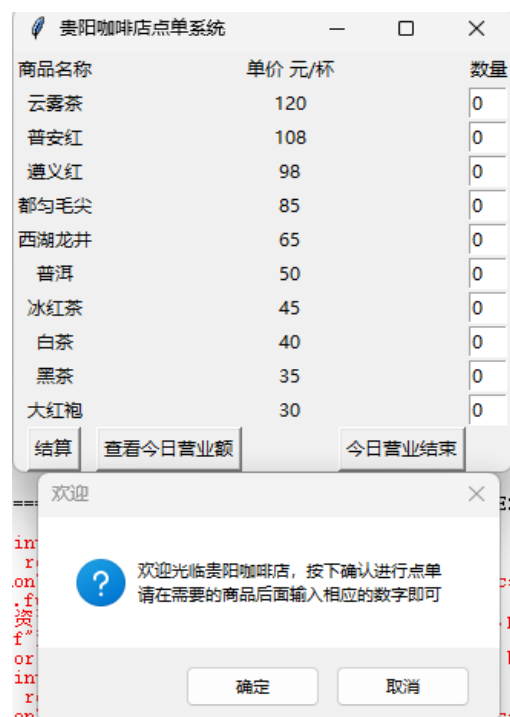 贵阳咖啡店点单系统
商品名称 单价 元/杯 数量
云雾茶 120 0
普安红 108 0
遵义红 98 0
都匀毛尖 85 0
西湖龙井 65 0
普洱 50 0
冰红茶 45 0
白茶 40 0
黑茶 35 0
大红袍 30 0
结算 查看今日营业额 今日营业结束
欢迎
欢迎光临贵阳咖啡店，按下确认进行点单
请在需要的商品后面输入相应的数字即可
确定 取消